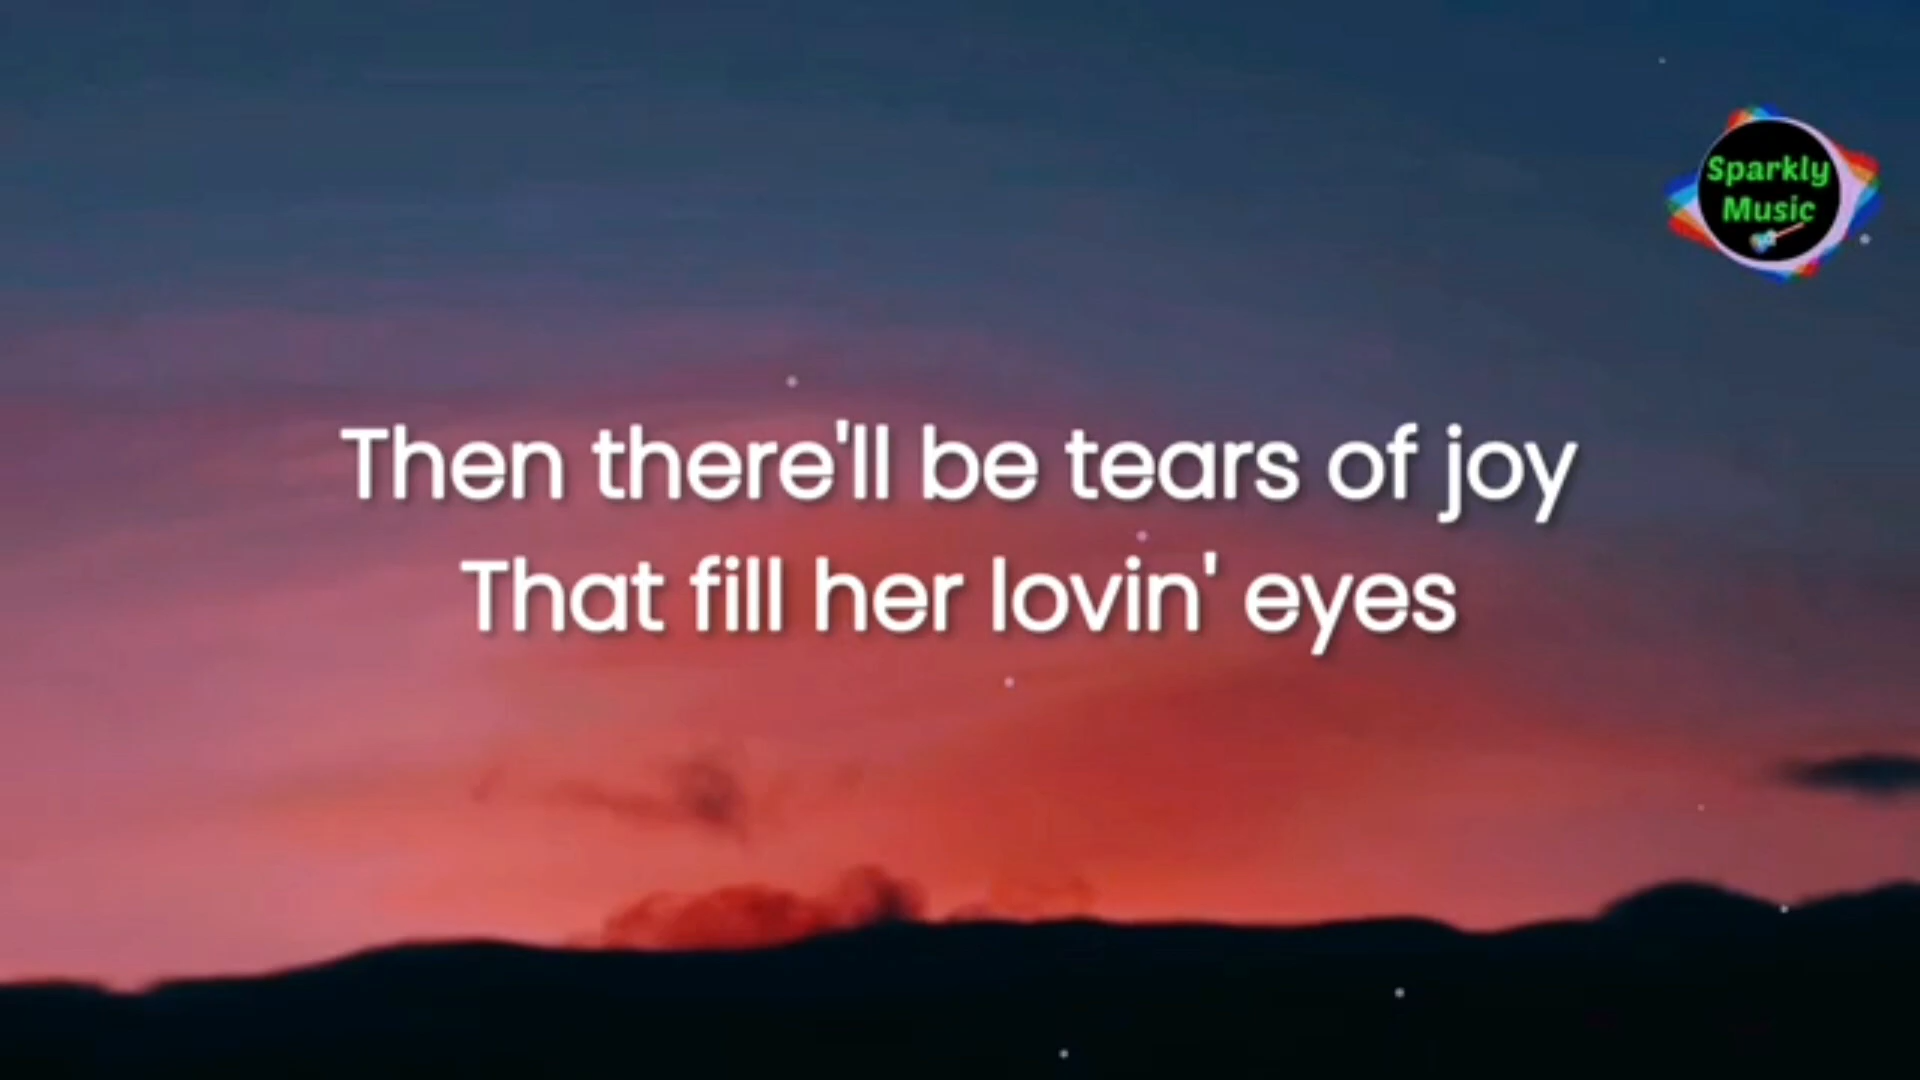 Sparkly
Music
Then there'll be tears of joy
That fill her lovin' eyes